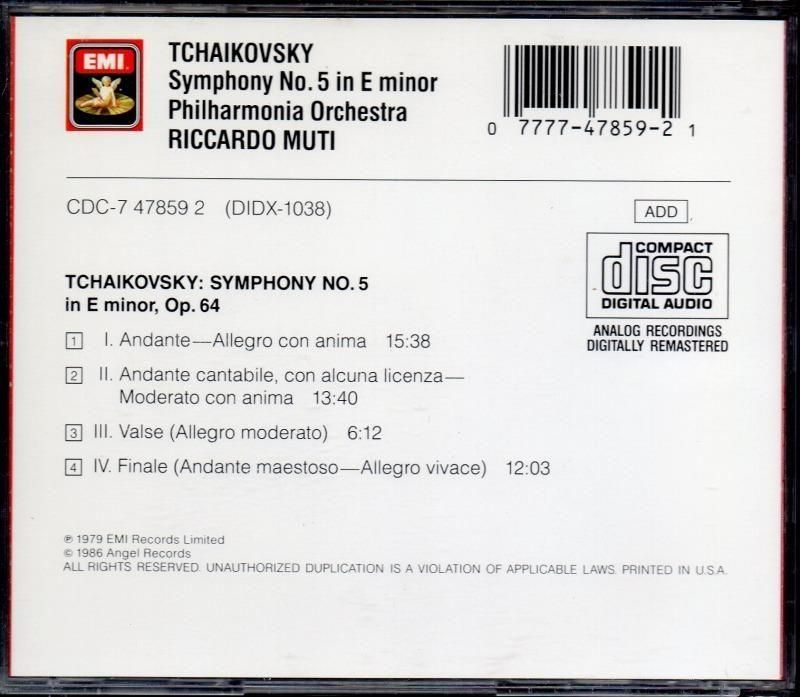 EMI
TCHAIKOVSKY
Symphony No. 5 in E minor
Philharmonia Orchestra
RICCARDO MUTI
0 7777-47859-2 1
CDC-7 47859 2 (DIDX-1038)
ADD
COMPACT
disc
DIGITAL AUDIO
ANALOG RECORDINGS
DIGITALLY REMASTERED
TCHAIKOVSKY: SYMPHONY NO. 5
in E minor, Op. 64
1 I. Andante—Allegro con anima 15:38
2 II. Andante cantabile, con alcuna licenza—
Moderato con anima 13:40
3 III. Valse (Allegro moderato) 6:12
4 IV. Finale (Andante maestoso—Allegro vivace) 12:03
℗ 1979 EMI Records Limited
© 1986 Angel Records
ALL RIGHTS RESERVED. UNAUTHORIZED DUPLICATION IS A VIOLATION OF APPLICABLE LAWS. PRINTED IN U.S.A.